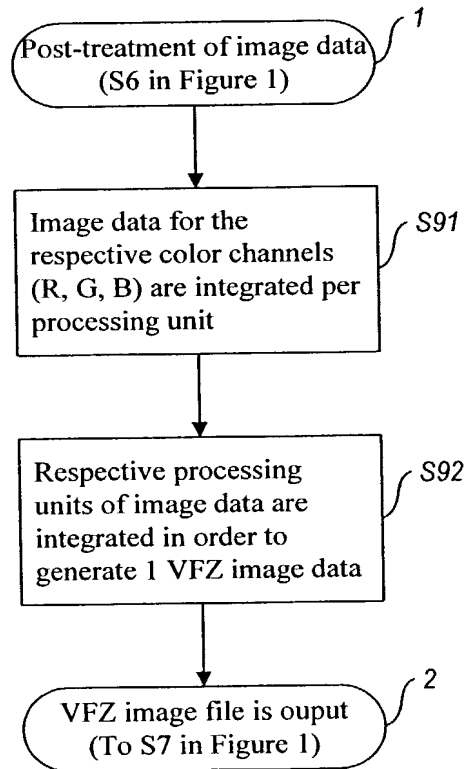 1
Post-treatment of image data
(S6 in Figure 1)
S91
Image data for the
respective color channels
(R, G, B) are integrated per
processing unit
S92
Respective processing
units of image data are
integrated in order to
generate 1 VFZ image data
2
VFZ image file is ouput
(To S7 in Figure 1)